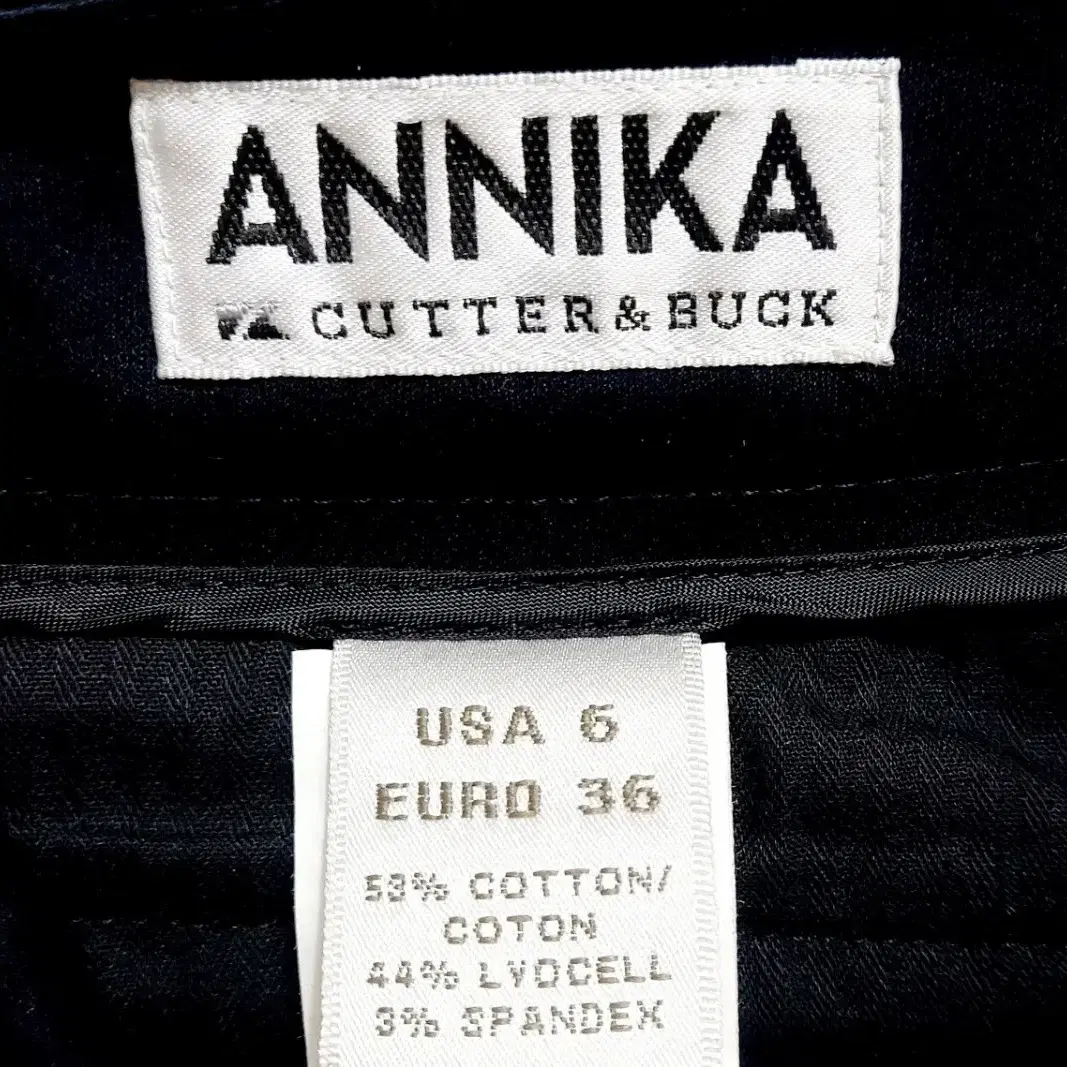 ANNIKA
CUTTER & BUCK
USA 6
EURO 36
53% COTTON/
COTON
44% LYOCELL
3% SPANDEX